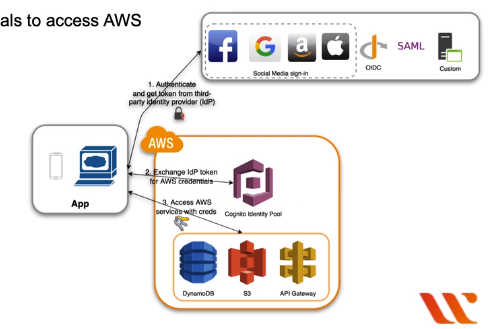 als to access AWS
SAML
OIDC
Custom
Social Media sign-in
1. Authenticate
and get token from third-
party identity provider (IdP)
AWS
2. Exchange IdP token
for AWS credentials
App
3. Access AWS
services with creds
Cognito Identity Pool
DynamoDB
S3
API Gateway